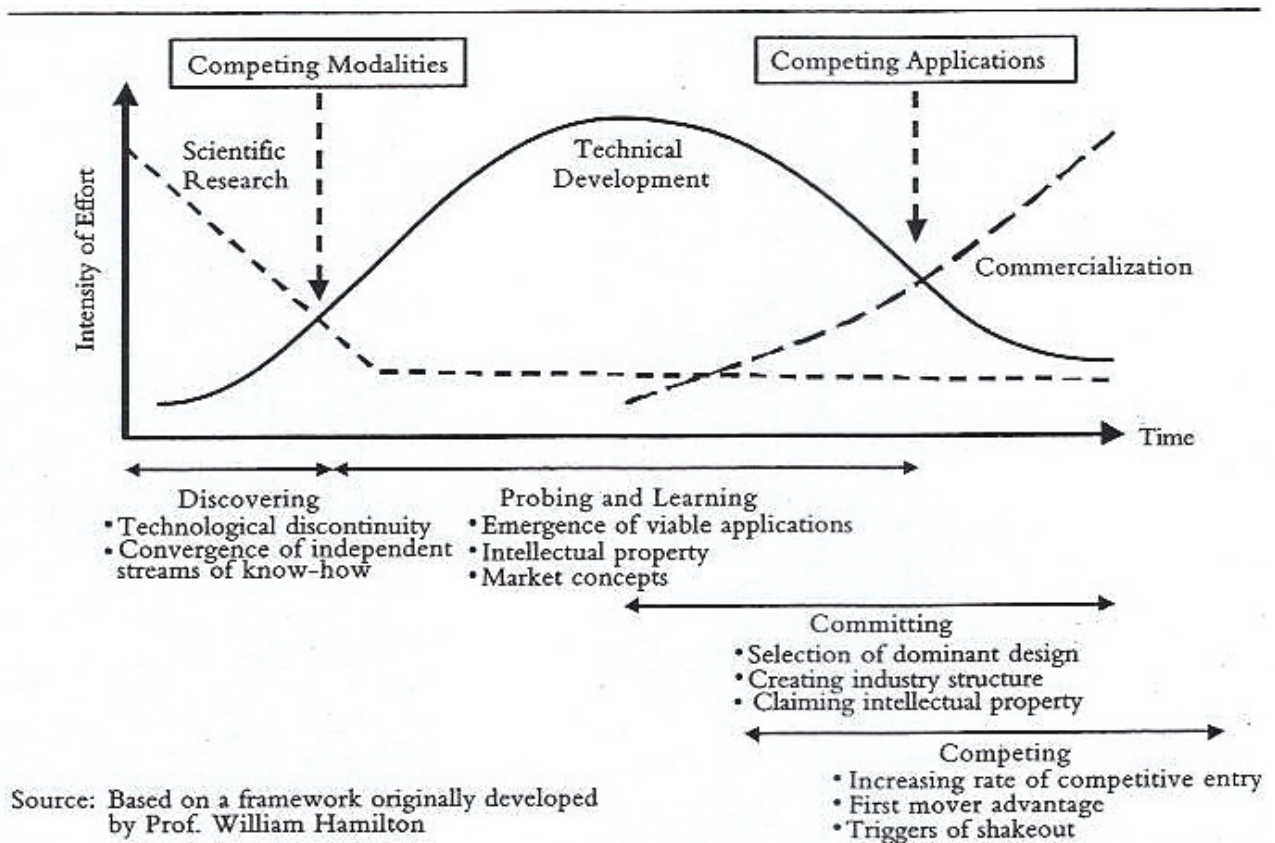 Competing Modalities
Competing Applications
Scientific
Research
Technical
Development
Intensity of Effort
Commercialization
Time
Discovering
• Technological discontinuity
• Convergence of independent
streams of know-how
Probing and Learning
• Emergence of viable applications
• Intellectual property
• Market concepts
Committing
• Selection of dominant design
• Creating industry structure
• Claiming intellectual property
Competing
• Increasing rate of competitive entry
• First mover advantage
• Triggers of shakeout
Source: Based on a framework originally developed
by Prof. William Hamilton